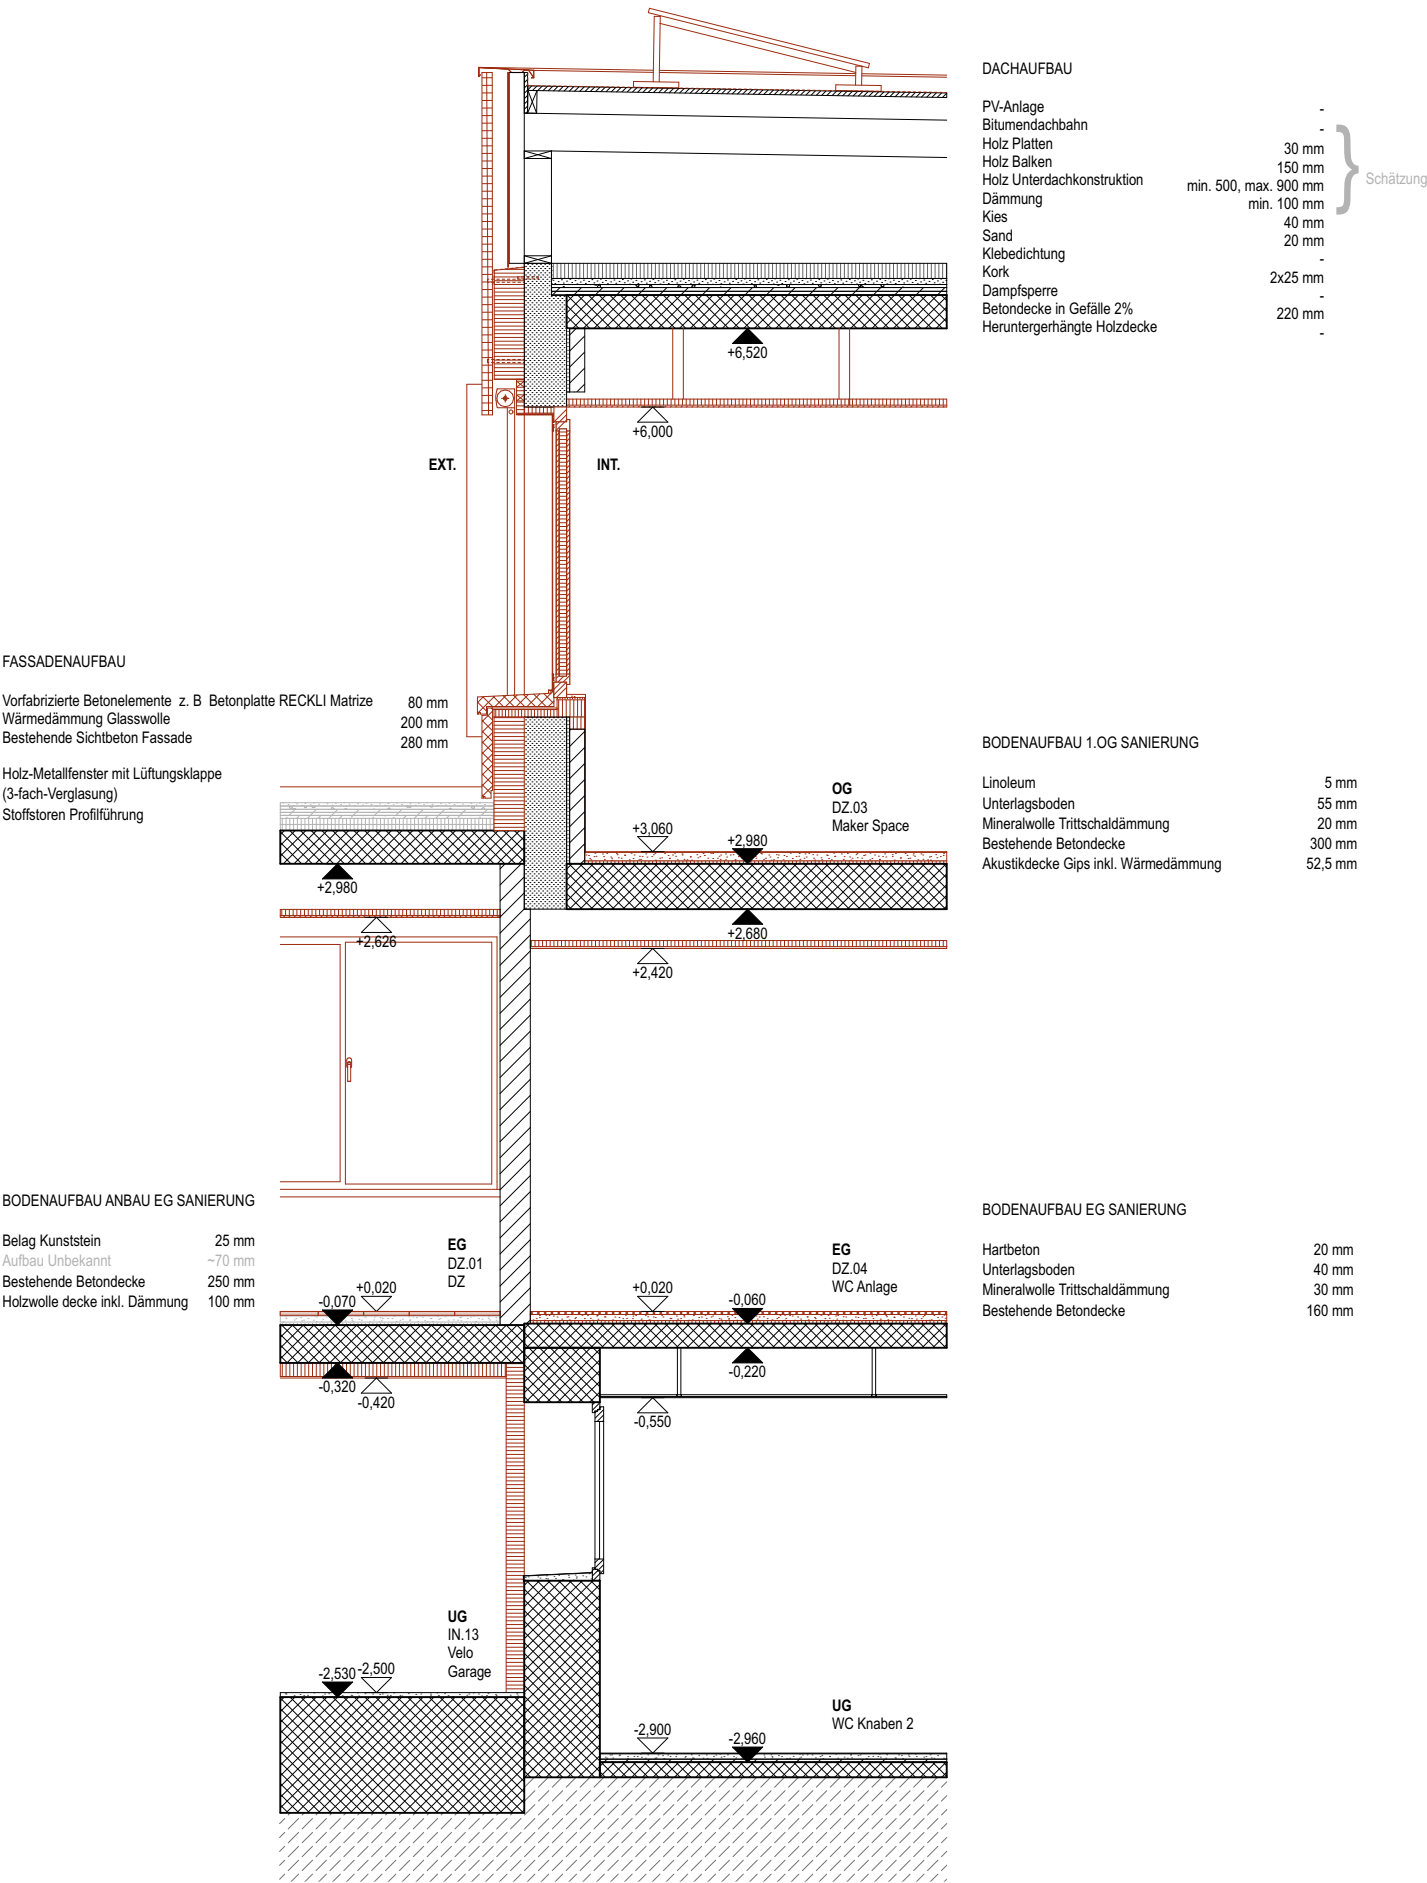 DACHAUFBAU
PV-Anlage -
Bitumendachbahn -
Holz Platten 30 mm
Holz Balken 150 mm
Holz Unterdachkonstruktion min. 500, max. 900 mm
Dämmung min. 100 mm
Kies 40 mm
Sand 20 mm
Klebedichtung -
Kork 2x25 mm
Dampfsperre -
Betondecke in Gefälle 2% 220 mm
Heruntergerhängte Holzdecke -
Schätzung
+6,520
+6,000
EXT.
INT.
FASSADENAUFBAU
Vorfabrizierte Betonelemente z. B Betonplatte RECKLI Matrize 80 mm
Wärmedämmung Glasswolle 200 mm
Bestehende Sichtbeton Fassade 280 mm
Holz-Metallfenster mit Lüftungsklappe
(3-fach-Verglasung)
Stoffstoren Profilführung
BODENAUFBAU 1.OG SANIERUNG
Linoleum 5 mm
Unterlagsboden 55 mm
Mineralwolle Trittschaldämmung 20 mm
Bestehende Betondecke 300 mm
Akustikdecke Gips inkl. Wärmedämmung 52,5 mm
OG
DZ.03
Maker Space
+3,060
+2,980
+2,980
+2,626
+2,680
+2,420
BODENAUFBAU ANBAU EG SANIERUNG
Belag Kunststein 25 mm
Aufbau Unbekannt ~70 mm
Bestehende Betondecke 250 mm
Holzwolle decke inkl. Dämmung 100 mm
EG
DZ.01
DZ
EG
DZ.04
WC Anlage
BODENAUFBAU EG SANIERUNG
Hartbeton 20 mm
Unterlagsboden 40 mm
Mineralwolle Trittschaldämmung 30 mm
Bestehende Betondecke 160 mm
-0,070
+0,020
+0,020
-0,060
-0,320
-0,420
-0,220
-0,550
UG
IN.13
Velo
Garage
-2,530
-2,500
UG
WC Knaben 2
-2,900
-2,960